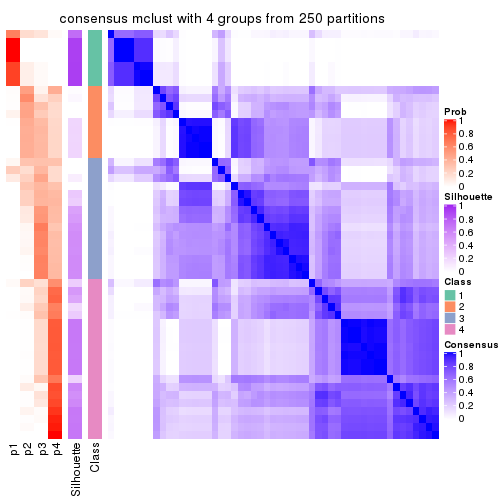 consensus mclust with 4 groups from 250 partitions
Prob
1
0.8
0.6
0.4
0.2
0
Silhouette
1
0.8
0.6
0.4
0.2
0
Class
1
2
3
4
Consensus
1
0.8
0.6
0.4
0.2
0
p1
p2
p3
p4
Silhouette
Class